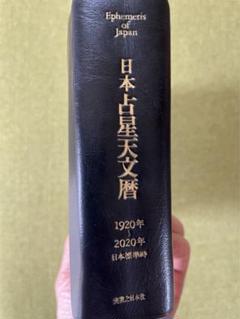 Ephemeris
of
Japan
日本占星天文暦
1920年
~
2020年
日本標準時
実業之日本社